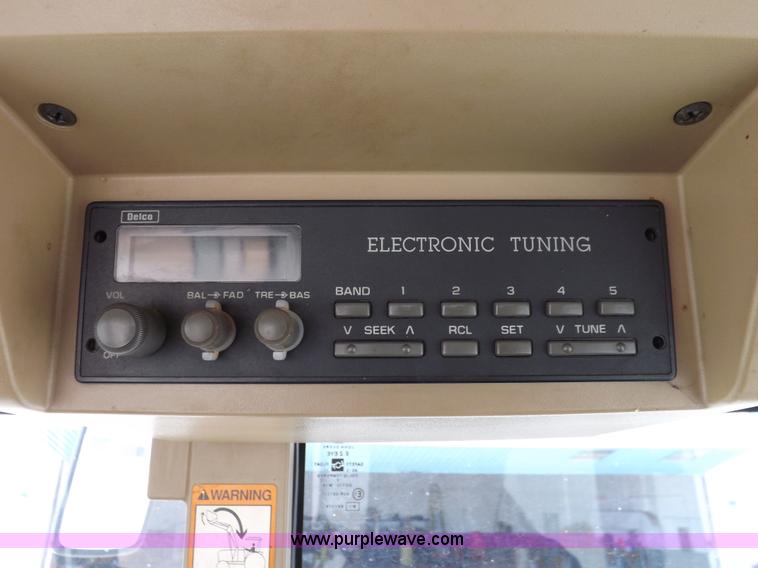 Delco
ELECTRONIC TUNING
VOL
BAL FAD TRE BAS
BAND 1 2 3 4 5
V SEEK Λ RCL SET V TUNE Λ
OFF
WARNING
www.purplewave.com